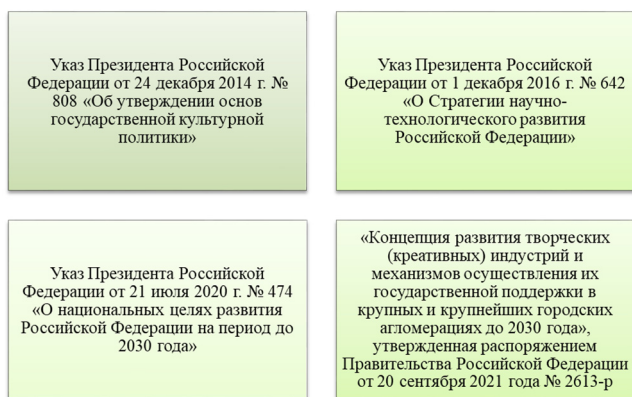 Указ Президента Российской
Федерации от 24 декабря 2014 г. №
808 «Об утверждении основ
государственной культурной
политики»
Указ Президента Российской
Федерации от 1 декабря 2016 г. № 642
«О Стратегии научно-
технологического развития
Российской Федерации»
Указ Президента Российской
Федерации от 21 июля 2020 г. № 474
«О национальных целях развития
Российской Федерации на период до
2030 года»
«Концепция развития творческих
(креативных) индустрий и
механизмов осуществления их
государственной поддержки в
крупных и крупнейших городских
агломерациях до 2030 года»,
утвержденная распоряжением
Правительства Российской Федерации
от 20 сентября 2021 года № 2613-р